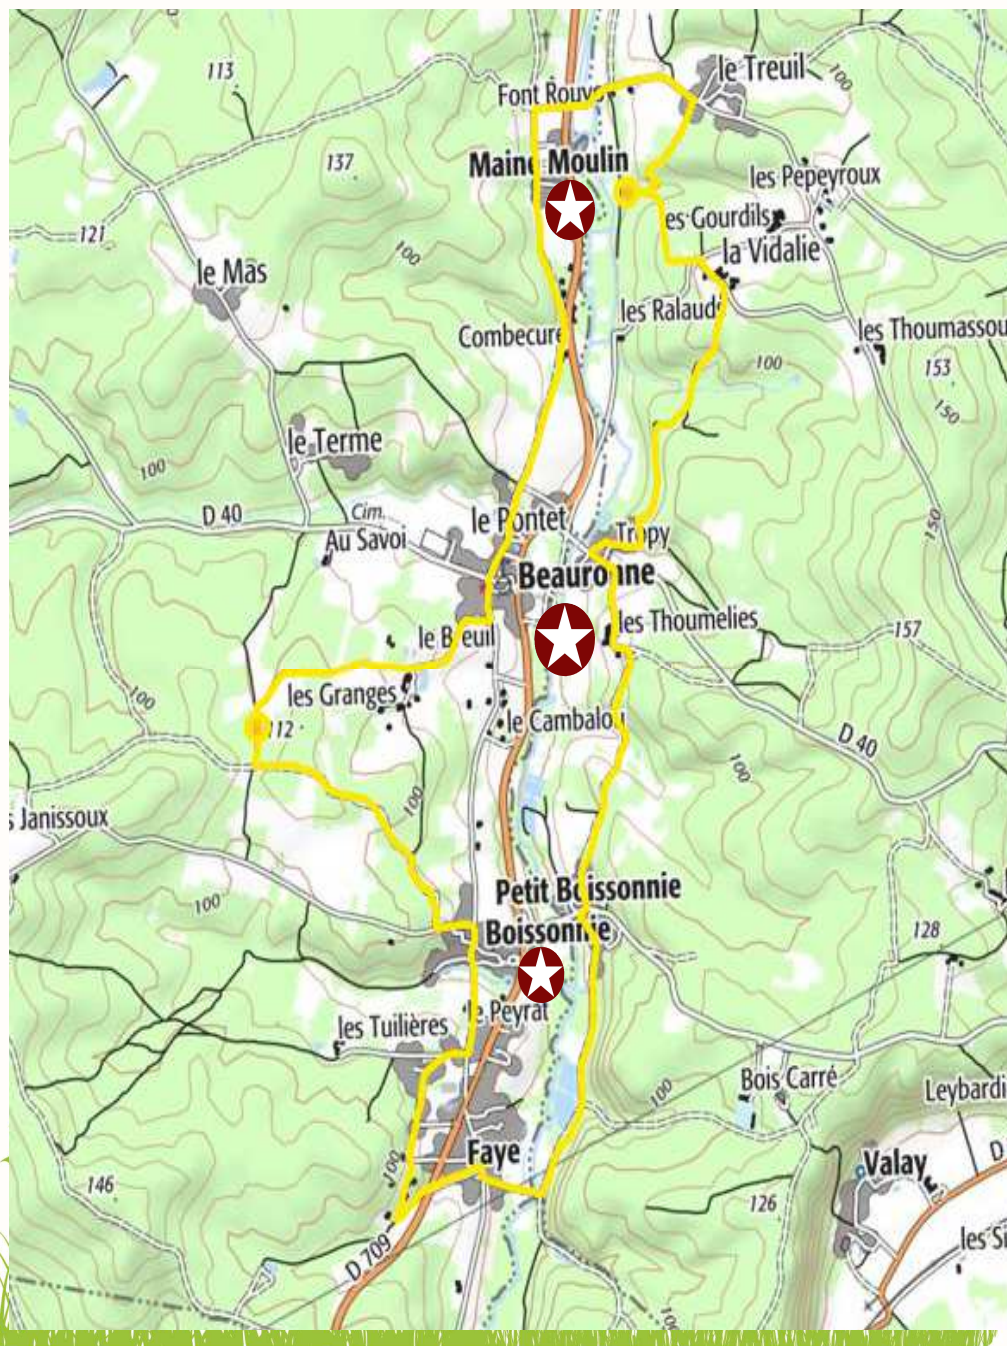 le Treuil
100
113
Font Rouve
137
Maine Moulin
les Pepeyroux
es Gourdils
121
100
la Vidalie
le Mas
les Ralauds
Combecure
les Thoumassou
100
153
150
le Terme
100
D 40
Cim.
le Pontet
150
Au Savoi
Tropy
Beauronne
le Breuil
les Thoumelies
157
100
les Granges
le Cambalou
112
D 40
100
100
s Janissoux
Petit Boissonnie
100
Boissonnie
128
le Peyrat
les Tuilières
Bois Carré
100
Leybardi
Faye
Valay
D
100
146
126
les S
D 709
100